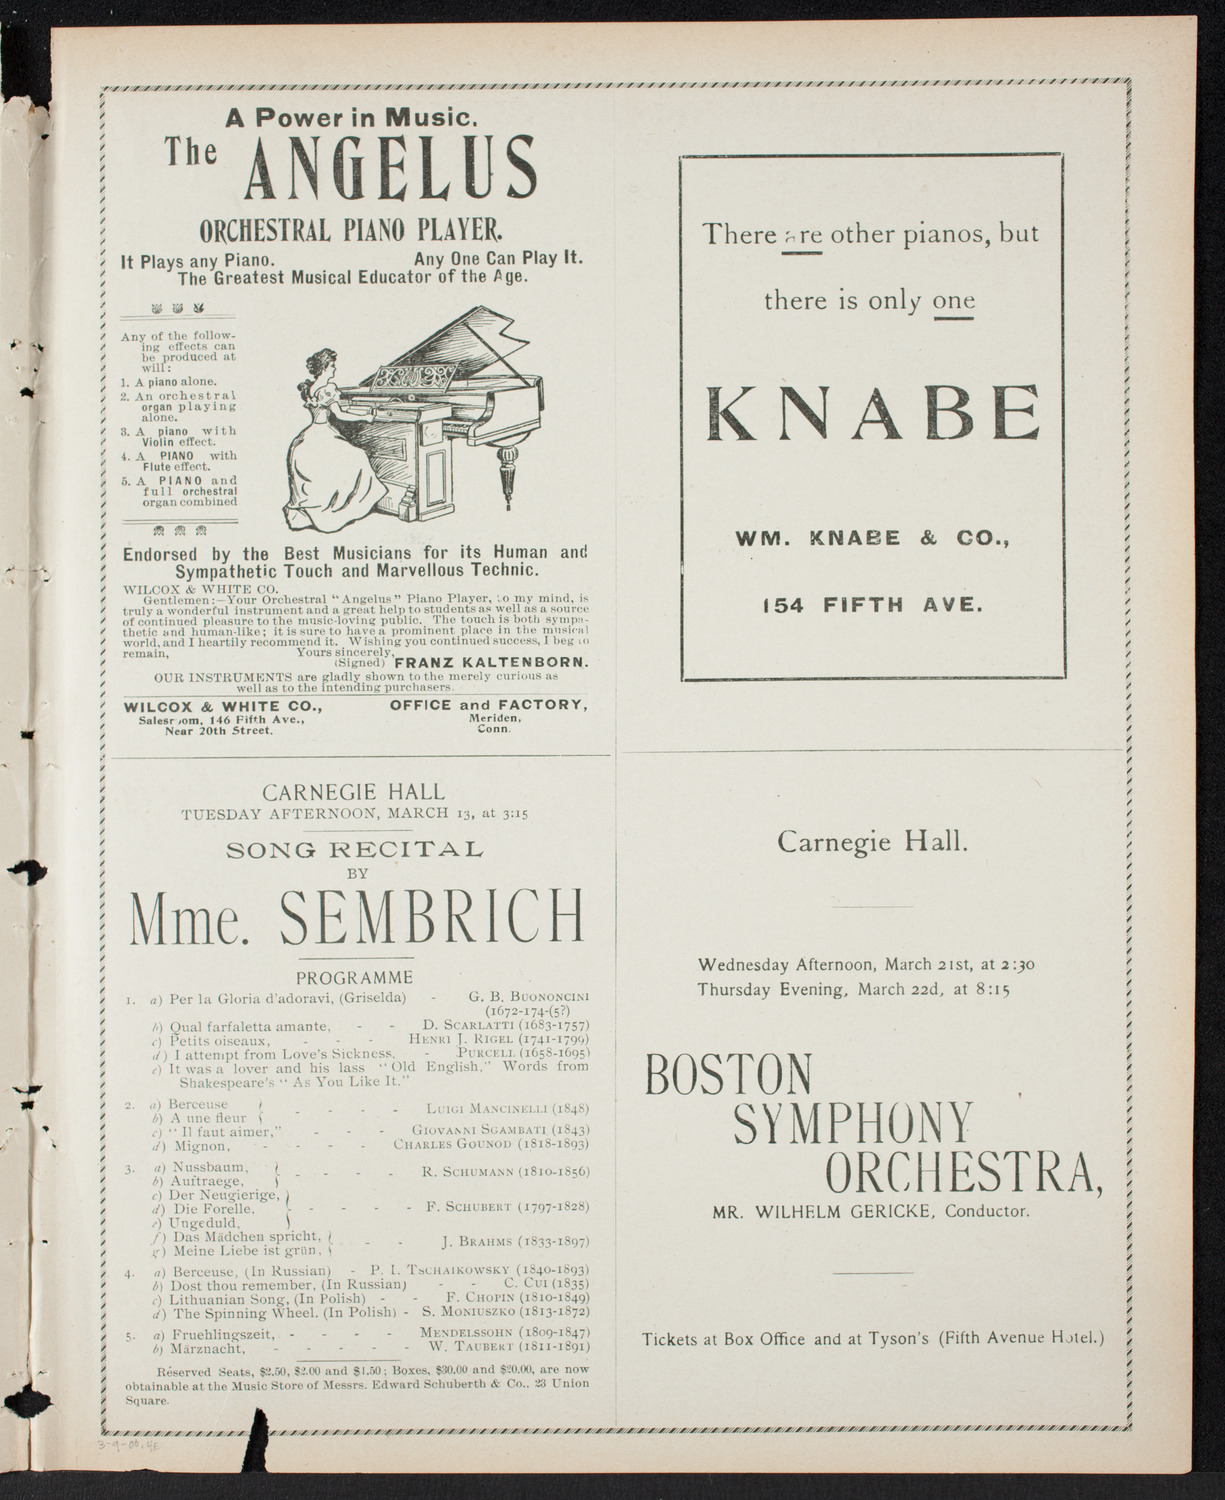 A Power in Music.
The ANGELUS
ORCHESTRAL PIANO PLAYER.
It Plays any Piano. Any One Can Play It.
The Greatest Musical Educator of the Age.
Any of the follow-
ing effects can
be produced at
will:
1. A piano alone.
2. An orchestral
organ playing
alone.
3. A piano with
Violin effect.
4. A PIANO with
Flute effect.
5. A PIANO and
full orchestral
organ combined
Endorsed by the Best Musicians for its Human and
Sympathetic Touch and Marvellous Technic.
WILCOX & WHITE CO.
Gentlemen:—Your Orchestral "Angelus" Piano Player, to my mind, is
truly a wonderful instrument and a great help to students as well as a source
of continued pleasure to the music-loving public. The touch is both sympa-
thetic and human-like; it is sure to have a prominent place in the musical
world, and I heartily recommend it. Wishing you continued success, I beg to
remain, Yours sincerely,
(Signed) FRANZ KALTENBORN.
OUR INSTRUMENTS are gladly shown to the merely curious as
well as to the intending purchasers.
WILCOX & WHITE CO., OFFICE and FACTORY,
Salesroom, 146 Fifth Ave., Meriden,
Near 20th Street. Conn.
There are other pianos, but
there is only one
KNABE
WM. KNABE & CO.,
154 FIFTH AVE.
CARNEGIE HALL
TUESDAY AFTERNOON, MARCH 13, at 3:15
SONG RECITAL
BY
Mme. SEMBRICH
PROGRAMME
1. a) Per la Gloria d'adoravi, (Griselda) - G. B. BUONONCINI
(1672-174-(5?)
b) Qual farfaletta amante, - - D. SCARLATTI (1683-1757)
c) Petits oiseaux, - - - HENRI J. RIGEL (1741-1799)
d) I attempt from Love's Sickness, - PURCELL (1658-1695)
e) It was a lover and his lass "Old English," Words from
Shakespeare's "As You Like It."
2. a) Berceuse
b) A une fleur } - - - - LUIGI MANCINELLI (1848)
c) "Il faut aimer," - - - GIOVANNI SGAMBATI (1843)
d) Mignon, - - - - CHARLES GOUNOD (1818-1893)
3. a) Nussbaum,
b) Auftraege, } - - - - R. SCHUMANN (1810-1856)
c) Der Neugierige,
d) Die Forelle, } - - - - F. SCHUBERT (1797-1828)
e) Ungeduld,
f) Das Mädchen spricht,
g) Meine Liebe ist grün, } - - J. BRAHMS (1833-1897)
4. a) Berceuse, (In Russian) - P. I. TSCHAIKOWSKY (1840-1893)
b) Dost thou remember, (In Russian) - - C. CUI (1835)
c) Lithuanian Song, (In Polish) - - F. CHOPIN (1810-1849)
d) The Spinning Wheel. (In Polish) - S. MONIUSZKO (1813-1872)
5. a) Fruehlingszeit, - - - - MENDELSSOHN (1809-1847)
b) Märznacht, - - - - - W. TAUBERT (1811-1891)
Reserved Seats, $2.50, $2.00 and $1.50; Boxes, $30.00 and $20.00, are now
obtainable at the Music Store of Messrs. Edward Schuberth & Co., 23 Union
Square.
Carnegie Hall.
Wednesday Afternoon, March 21st, at 2:30
Thursday Evening, March 22d, at 8:15
BOSTON
SYMPHONY
ORCHESTRA,
MR. WILHELM GERICKE, Conductor.
Tickets at Box Office and at Tyson's (Fifth Avenue Hotel.)